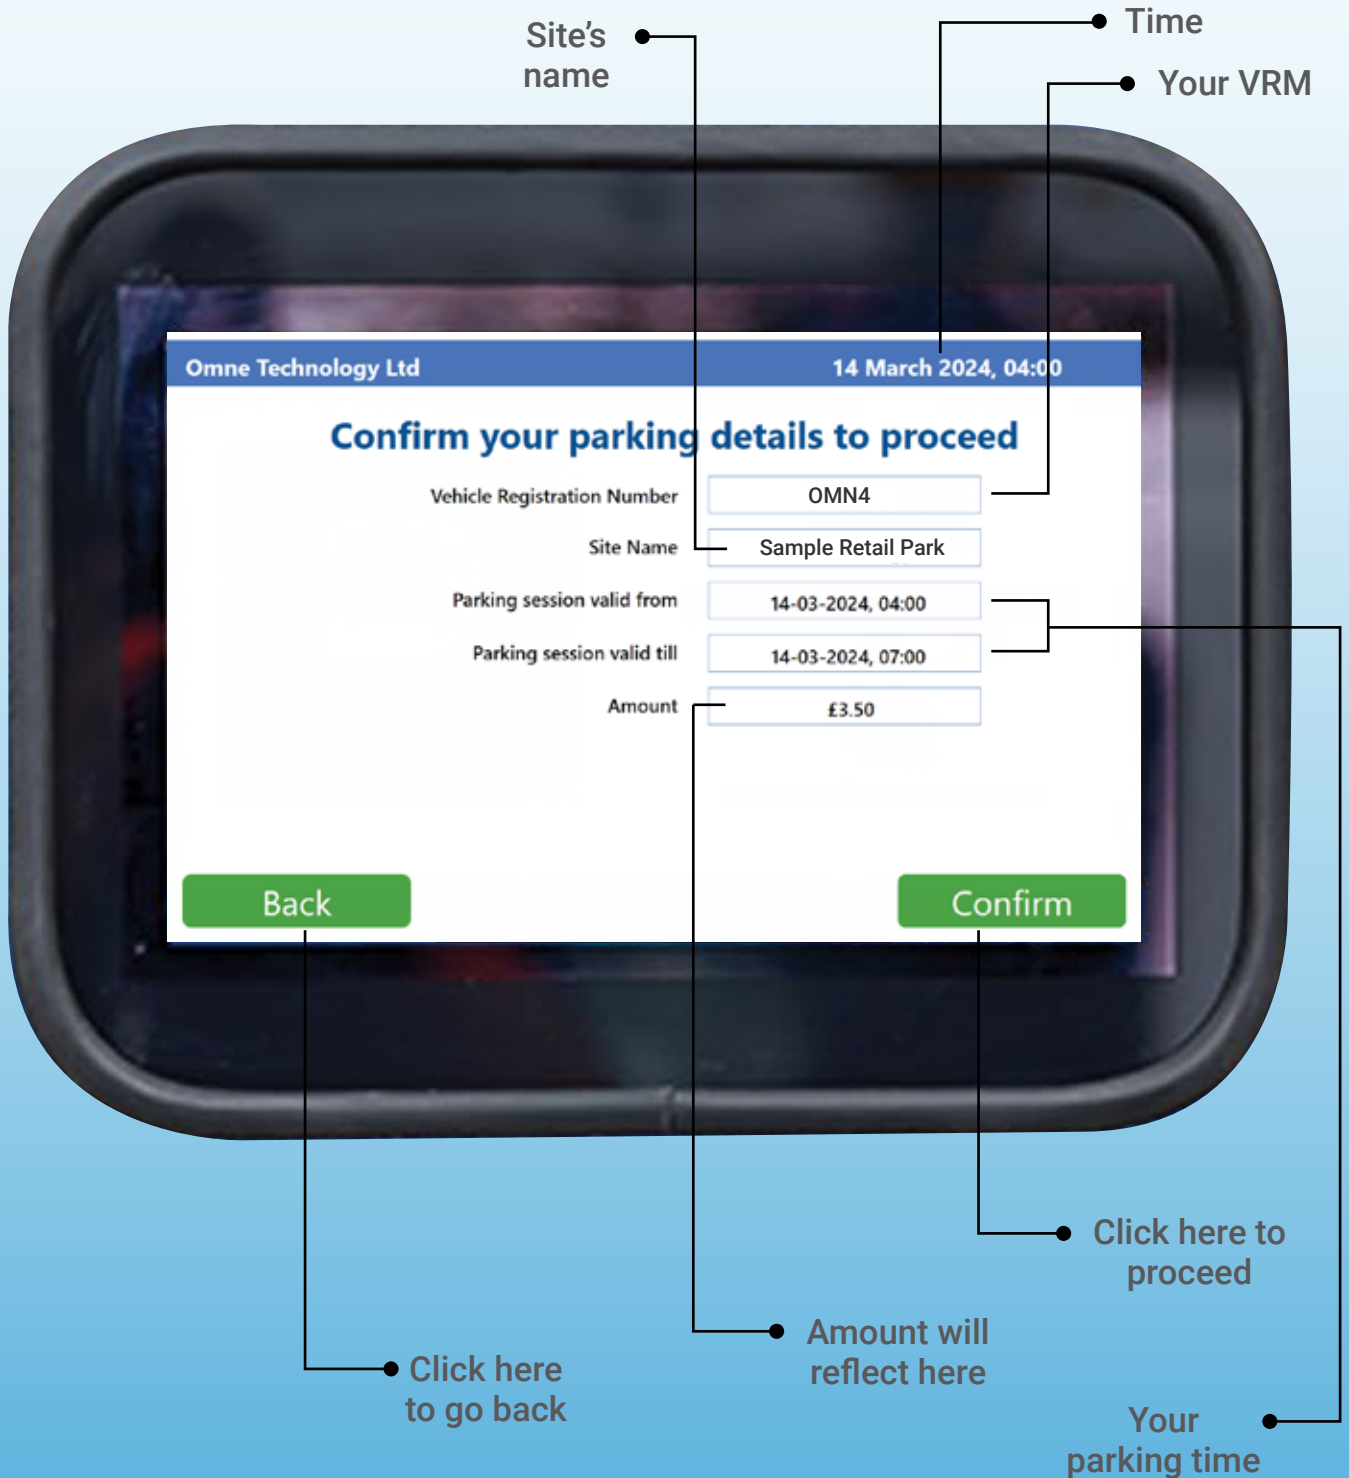 Site's
name
Time
Your VRM
Omne Technology Ltd
14 March 2024, 04:00
Confirm your parking details to proceed
Vehicle Registration Number
OMN4
Site Name
Sample Retail Park
Parking session valid from
14-03-2024, 04:00
Parking session valid till
14-03-2024, 07:00
Amount
£3.50
Back
Confirm
Click here to
proceed
Amount will
reflect here
Click here
to go back
Your
parking time